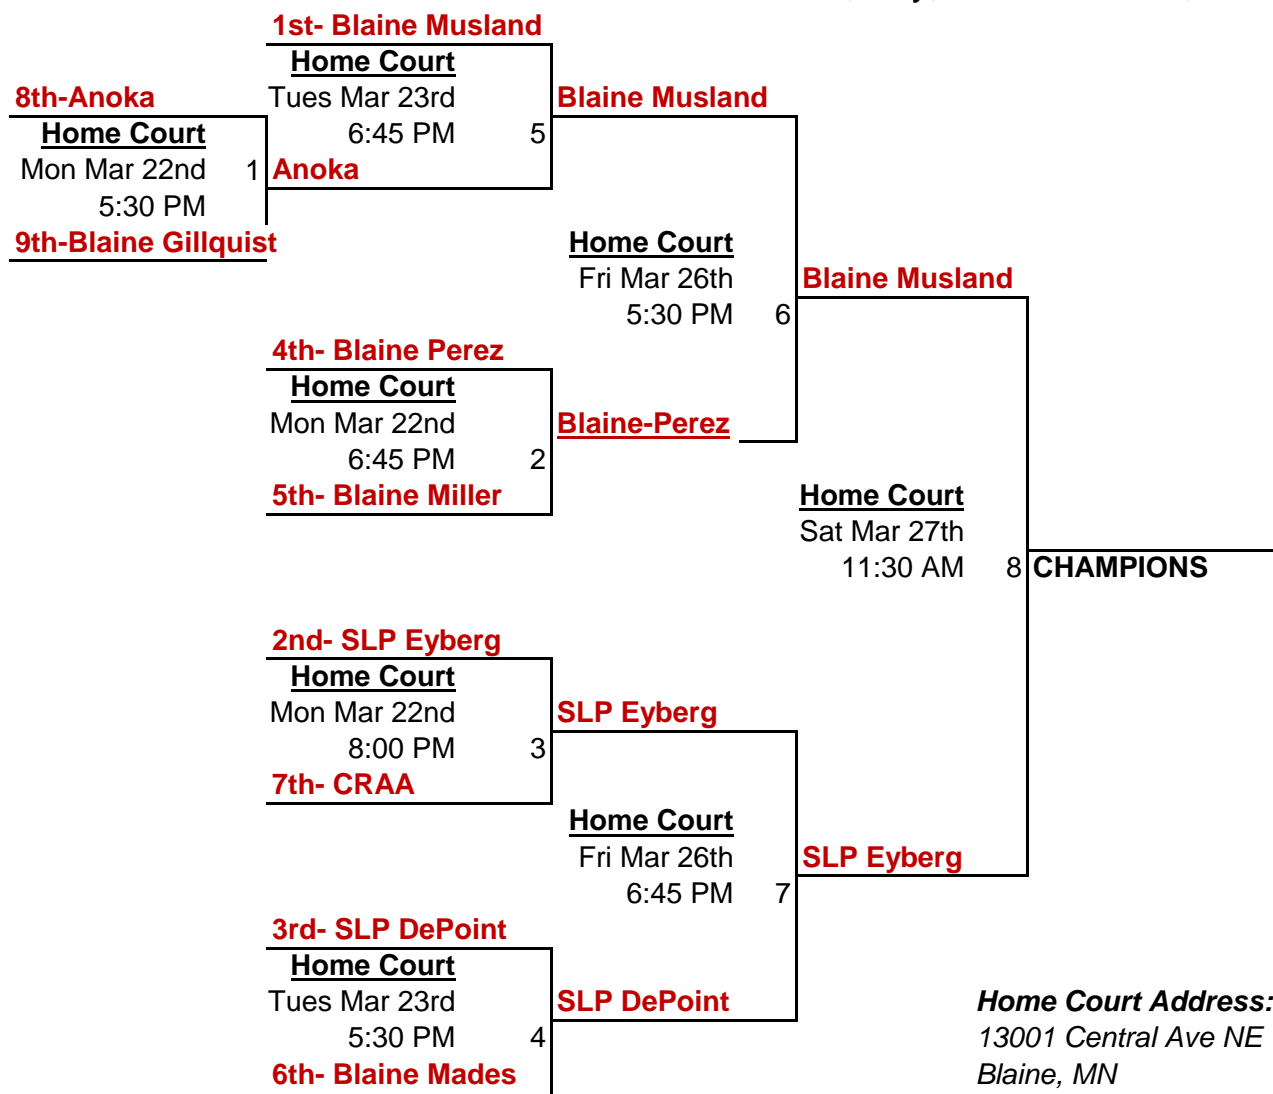 1st- Blaine Musland
Home Court
8th-Anoka Tues Mar 23rd Blaine Musland
Home Court 6:45 PM 5
Mon Mar 22nd 1 Anoka
5:30 PM
9th-Blaine Gillquist Home Court
Fri Mar 26th Blaine Musland
5:30 PM 6
4th- Blaine Perez
Home Court
Mon Mar 22nd Blaine-Perez
6:45 PM 2
5th- Blaine Miller Home Court
Sat Mar 27th
11:30 AM 8 CHAMPIONS
2nd- SLP Eyberg
Home Court
Mon Mar 22nd SLP Eyberg
8:00 PM 3
7th- CRAA
Home Court
Fri Mar 26th SLP Eyberg
6:45 PM 7
3rd- SLP DePoint
Home Court
Tues Mar 23rd SLP DePoint Home Court Address:
5:30 PM 4 13001 Central Ave NE
6th- Blaine Mades Blaine, MN